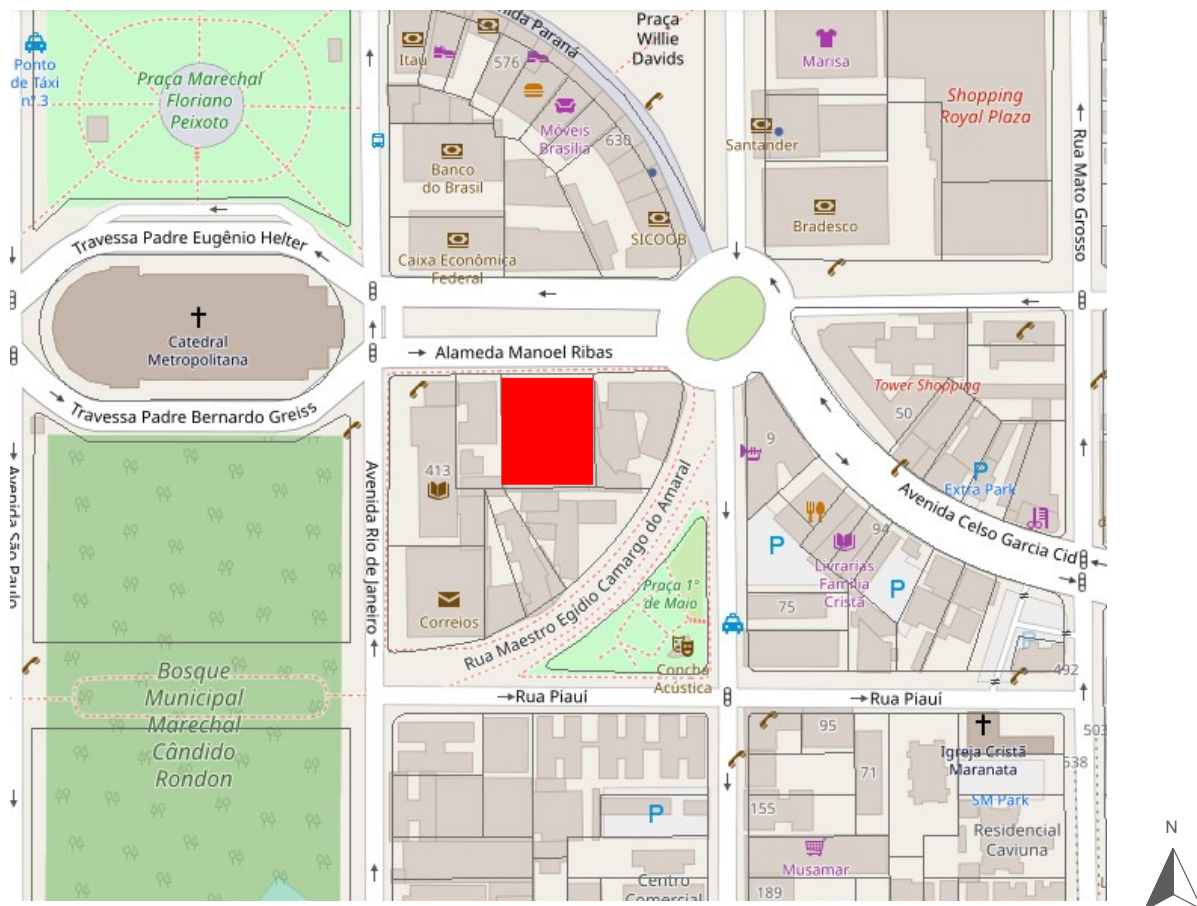 Ponto
de Táxi
n° 3
Praça Marechal
Floriano
Peixoto
Itaú
576
Móveis
Brasília
630
Banco
do Brasil
SICOOB
Caixa Econômica
Federal
Avenida Paraná
Praça
Willie
Davids
Marisa
Shopping
Royal Plaza
Santander
Bradesco
Rua Mato Grosso
Travessa Padre Eugênio Helter
Catedral
Metropolitana
Travessa Padre Bernardo Greiss
Alameda Manoel Ribas
Tower Shopping
50
9
413
Extra Park
Avenida Celso Garcia Cid
P
P
94
Livrarias
Família
Cristã
P
75
P
492
Avenida São Paulo
Avenida Rio de Janeiro
Correios
Rua Maestro Egídio Camargo do Amaral
Praça 1°
de Maio
Concha
Acústica
Rua Piauí
Rua Piauí
Bosque
Municipal
Marechal
Cândido
Rondon
95
71
155
Igreja Cristã
Maranata
503
538
SM Park
P
Residencial
Caviuna
Musamar
189
Centro
Comercial
N